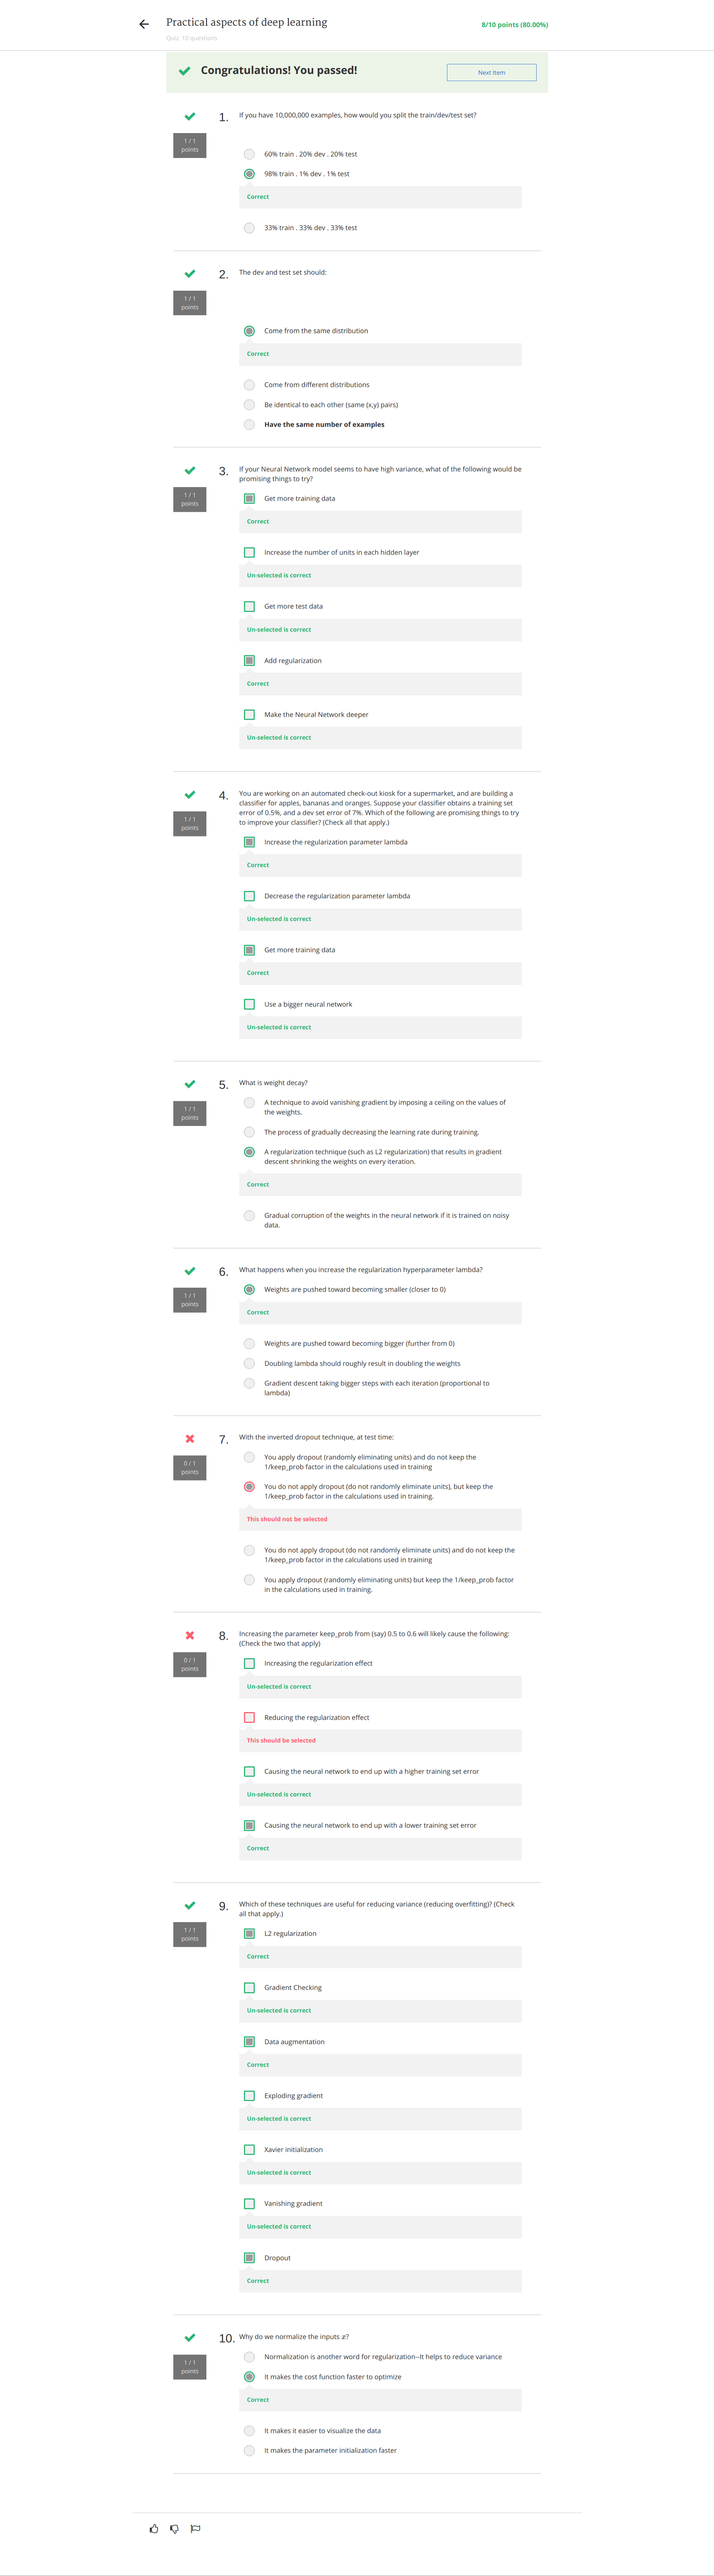 Practical aspects of deep learning
8/10 points (80.00%)
Quiz, 10 questions
Congratulations! You passed!
Next Item
1 / 1
points
1.
If you have 10,000,000 examples, how would you split the train/dev/test set?
60% train . 20% dev . 20% test
98% train . 1% dev . 1% test
Correct
33% train . 33% dev . 33% test
1 / 1
points
2.
The dev and test set should:
Come from the same distribution
Correct
Come from different distributions
Be identical to each other (same (x,y) pairs)
Have the same number of examples
1 / 1
points
3.
If your Neural Network model seems to have high variance, what of the following would be
promising things to try?
Get more training data
Correct
Increase the number of units in each hidden layer
Un-selected is correct
Get more test data
Un-selected is correct
Add regularization
Correct
Make the Neural Network deeper
Un-selected is correct
1 / 1
points
4.
You are working on an automated check-out kiosk for a supermarket, and are building a
classifier for apples, bananas and oranges. Suppose your classifier obtains a training set
error of 0.5%, and a dev set error of 7%. Which of the following are promising things to try
to improve your classifier? (Check all that apply.)
Increase the regularization parameter lambda
Correct
Decrease the regularization parameter lambda
Un-selected is correct
Get more training data
Correct
Use a bigger neural network
Un-selected is correct
1 / 1
points
5.
What is weight decay?
A technique to avoid vanishing gradient by imposing a ceiling on the values of
the weights.
The process of gradually decreasing the learning rate during training.
A regularization technique (such as L2 regularization) that results in gradient
descent shrinking the weights on every iteration.
Correct
Gradual corruption of the weights in the neural network if it is trained on noisy
data.
1 / 1
points
6.
What happens when you increase the regularization hyperparameter lambda?
Weights are pushed toward becoming smaller (closer to 0)
Correct
Weights are pushed toward becoming bigger (further from 0)
Doubling lambda should roughly result in doubling the weights
Gradient descent taking bigger steps with each iteration (proportional to
lambda)
0 / 1
points
7.
With the inverted dropout technique, at test time:
You apply dropout (randomly eliminating units) and do not keep the
1/keep_prob factor in the calculations used in training
You do not apply dropout (do not randomly eliminate units), but keep the
1/keep_prob factor in the calculations used in training.
This should not be selected
You do not apply dropout (do not randomly eliminate units) and do not keep the
1/keep_prob factor in the calculations used in training
You apply dropout (randomly eliminating units) but keep the 1/keep_prob factor
in the calculations used in training.
0 / 1
points
8.
Increasing the parameter keep_prob from (say) 0.5 to 0.6 will likely cause the following:
(Check the two that apply)
Increasing the regularization effect
Un-selected is correct
Reducing the regularization effect
This should be selected
Causing the neural network to end up with a higher training set error
Un-selected is correct
Causing the neural network to end up with a lower training set error
Correct
1 / 1
points
9.
Which of these techniques are useful for reducing variance (reducing overfitting)? (Check
all that apply.)
L2 regularization
Correct
Gradient Checking
Un-selected is correct
Data augmentation
Correct
Exploding gradient
Un-selected is correct
Xavier initialization
Un-selected is correct
Vanishing gradient
Un-selected is correct
Dropout
Correct
1 / 1
points
10.
Why do we normalize the inputs x?
Normalization is another word for regularization--It helps to reduce variance
It makes the cost function faster to optimize
Correct
It makes it easier to visualize the data
It makes the parameter initialization faster